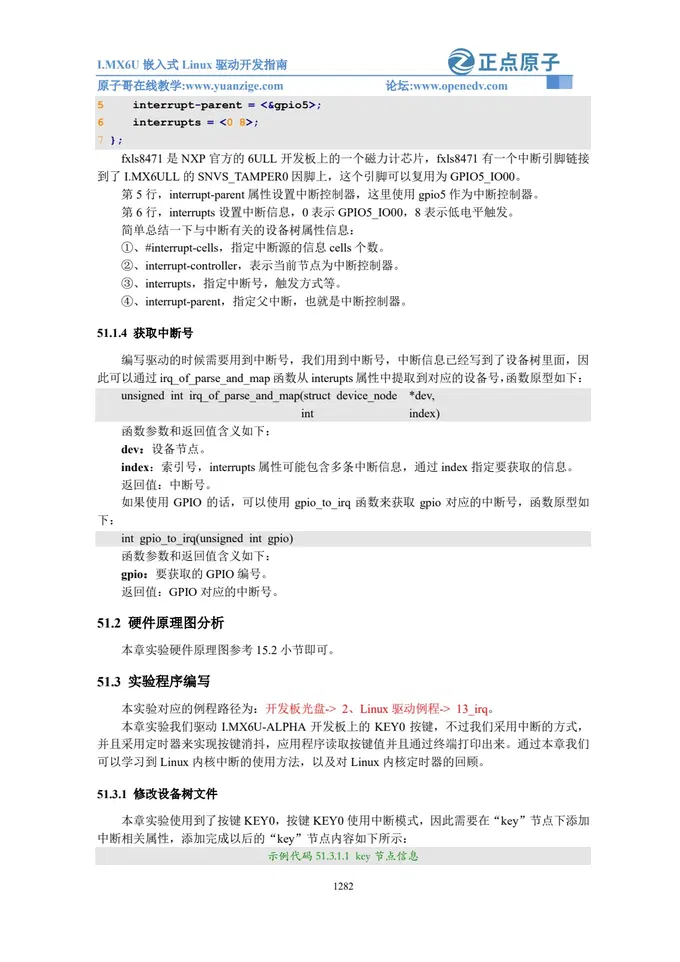 I.MX6U 嵌入式 Linux 驱动开发指南
正点原子
原子哥在线教学:www.yuanzige.com 论坛:www.openedv.com
5 interrupt-parent = <&gpio5>;
6 interrupts = <0 8>;
7 };
fxls8471 是 NXP 官方的 6ULL 开发板上的一个磁力计芯片，fxls8471 有一个中断引脚链接
到了 I.MX6ULL 的 SNVS_TAMPER0 因脚上，这个引脚可以复用为 GPIO5_IO00。
第 5 行，interrupt-parent 属性设置中断控制器，这里使用 gpio5 作为中断控制器。
第 6 行，interrupts 设置中断信息，0 表示 GPIO5_IO00，8 表示低电平触发。
简单总结一下与中断有关的设备树属性信息：
①、#interrupt-cells，指定中断源的信息 cells 个数。
②、interrupt-controller，表示当前节点为中断控制器。
③、interrupts，指定中断号，触发方式等。
④、interrupt-parent，指定父中断，也就是中断控制器。
51.1.4 获取中断号
编写驱动的时候需要用到中断号，我们用到中断号，中断信息已经写到了设备树里面，因
此可以通过 irq_of_parse_and_map 函数从 interupts 属性中提取到对应的设备号，函数原型如下：
unsigned int irq_of_parse_and_map(struct device_node *dev,
int index)
函数参数和返回值含义如下：
dev：设备节点。
index：索引号，interrupts 属性可能包含多条中断信息，通过 index 指定要获取的信息。
返回值：中断号。
如果使用 GPIO 的话，可以使用 gpio_to_irq 函数来获取 gpio 对应的中断号，函数原型如
下：
int gpio_to_irq(unsigned int gpio)
函数参数和返回值含义如下：
gpio：要获取的 GPIO 编号。
返回值：GPIO 对应的中断号。
51.2 硬件原理图分析
本章实验硬件原理图参考 15.2 小节即可。
51.3 实验程序编写
本实验对应的例程路径为：开发板光盘-> 2、Linux 驱动例程-> 13_irq。
本章实验我们驱动 I.MX6U-ALPHA 开发板上的 KEY0 按键，不过我们采用中断的方式，
并且采用定时器来实现按键消抖，应用程序读取按键值并且通过终端打印出来。通过本章我们
可以学习到 Linux 内核中断的使用方法，以及对 Linux 内核定时器的回顾。
51.3.1 修改设备树文件
本章实验使用到了按键 KEY0，按键 KEY0 使用中断模式，因此需要在“key”节点下添加
中断相关属性，添加完成以后的“key”节点内容如下所示：
示例代码 51.3.1.1 key 节点信息
1282